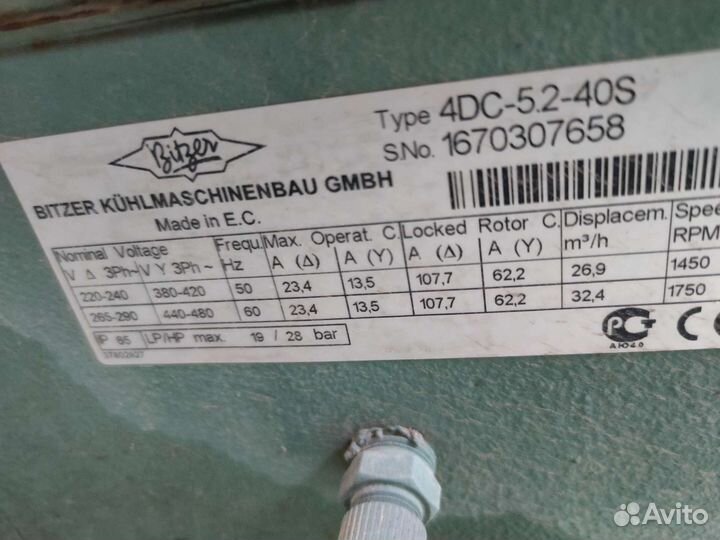 Bitzer
Type 4DC-5.2-40S
S.No. 1670307658
BITZER KÜHLMASCHINENBAU GMBH
Made in E.C.
Nominal Voltage Frequ. Max. Operat. C. Locked Rotor C. Displacem. Spee
V Δ 3Ph~ V Y 3Ph~ Hz A (Δ) A (Y) A (Δ) A (Y) m³/h RPM
220-240 380-420 50 23,4 13,5 107,7 62,2 26,9 1450
265-290 440-480 60 23,4 13,5 107,7 62,2 32,4 1750
IP 65 LP/HP max. 19 / 28 bar
CE
Avito